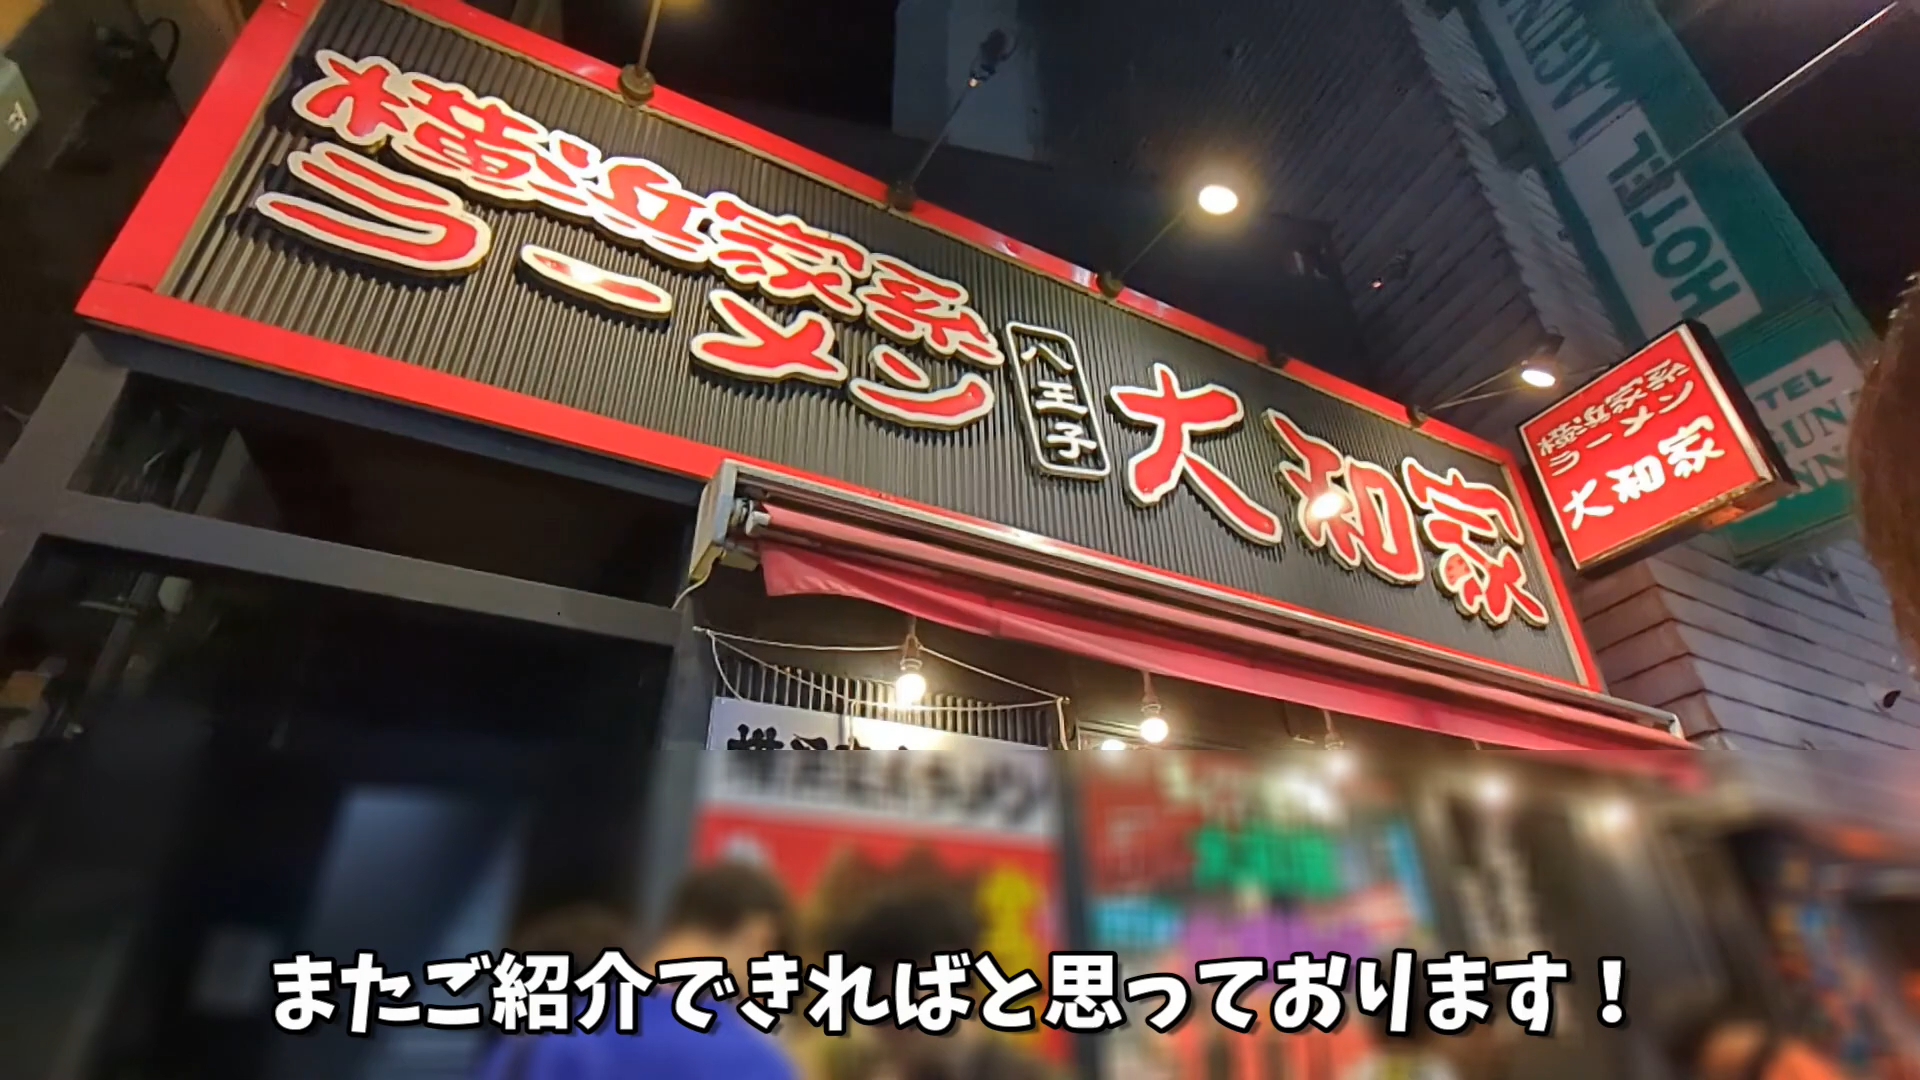 横浜家系
ラーメン
八王子
大和家
横浜家系
ラーメン
大和家
HOTEL
またご紹介できればと思っております！